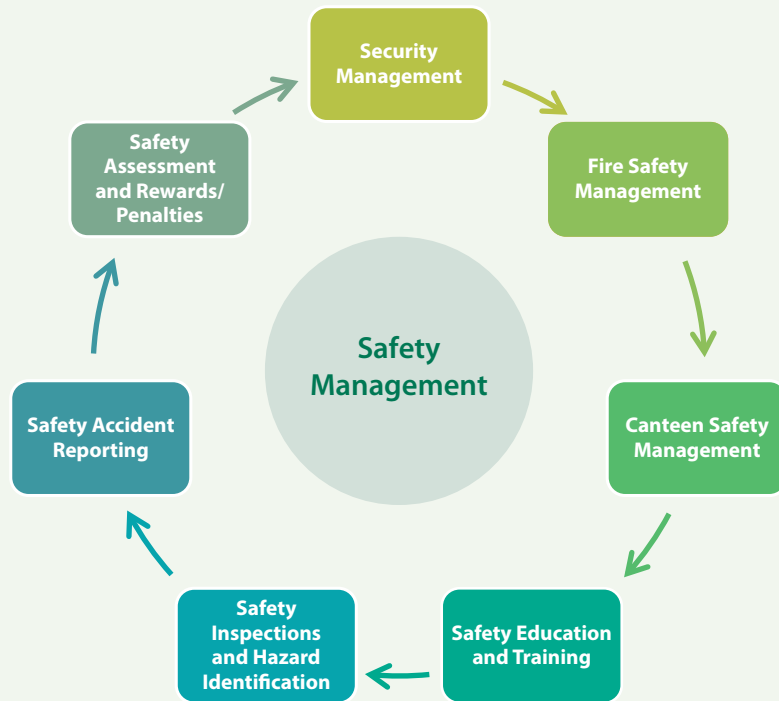 Security
Management
Fire Safety
Management
Canteen Safety
Management
Safety Education
and Training
Safety
Inspections
and Hazard
Identification
Safety Accident
Reporting
Safety
Assessment
and Rewards/
Penalties
Safety
Management